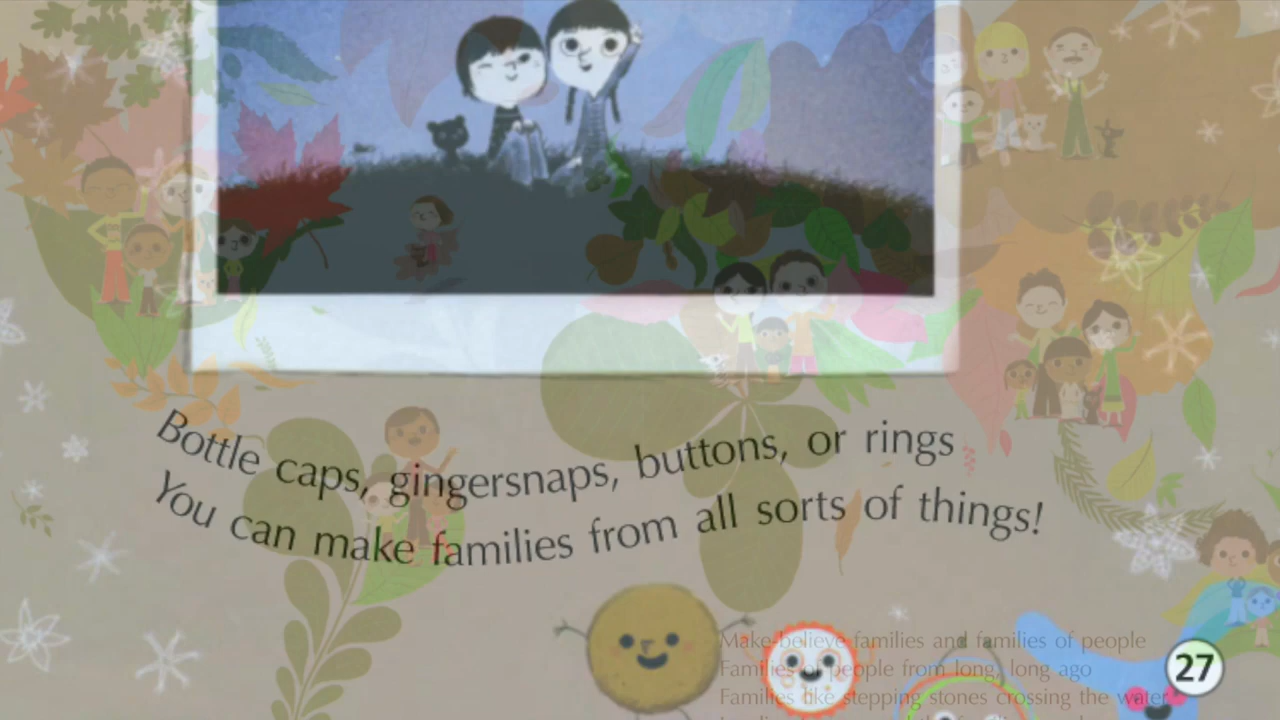 Bottle caps, gingersnaps, buttons, or rings
You can make families from all sorts of things!
Make-believe families and families of people
Families of people from long, long ago
Families like stepping stones crossing the water
27